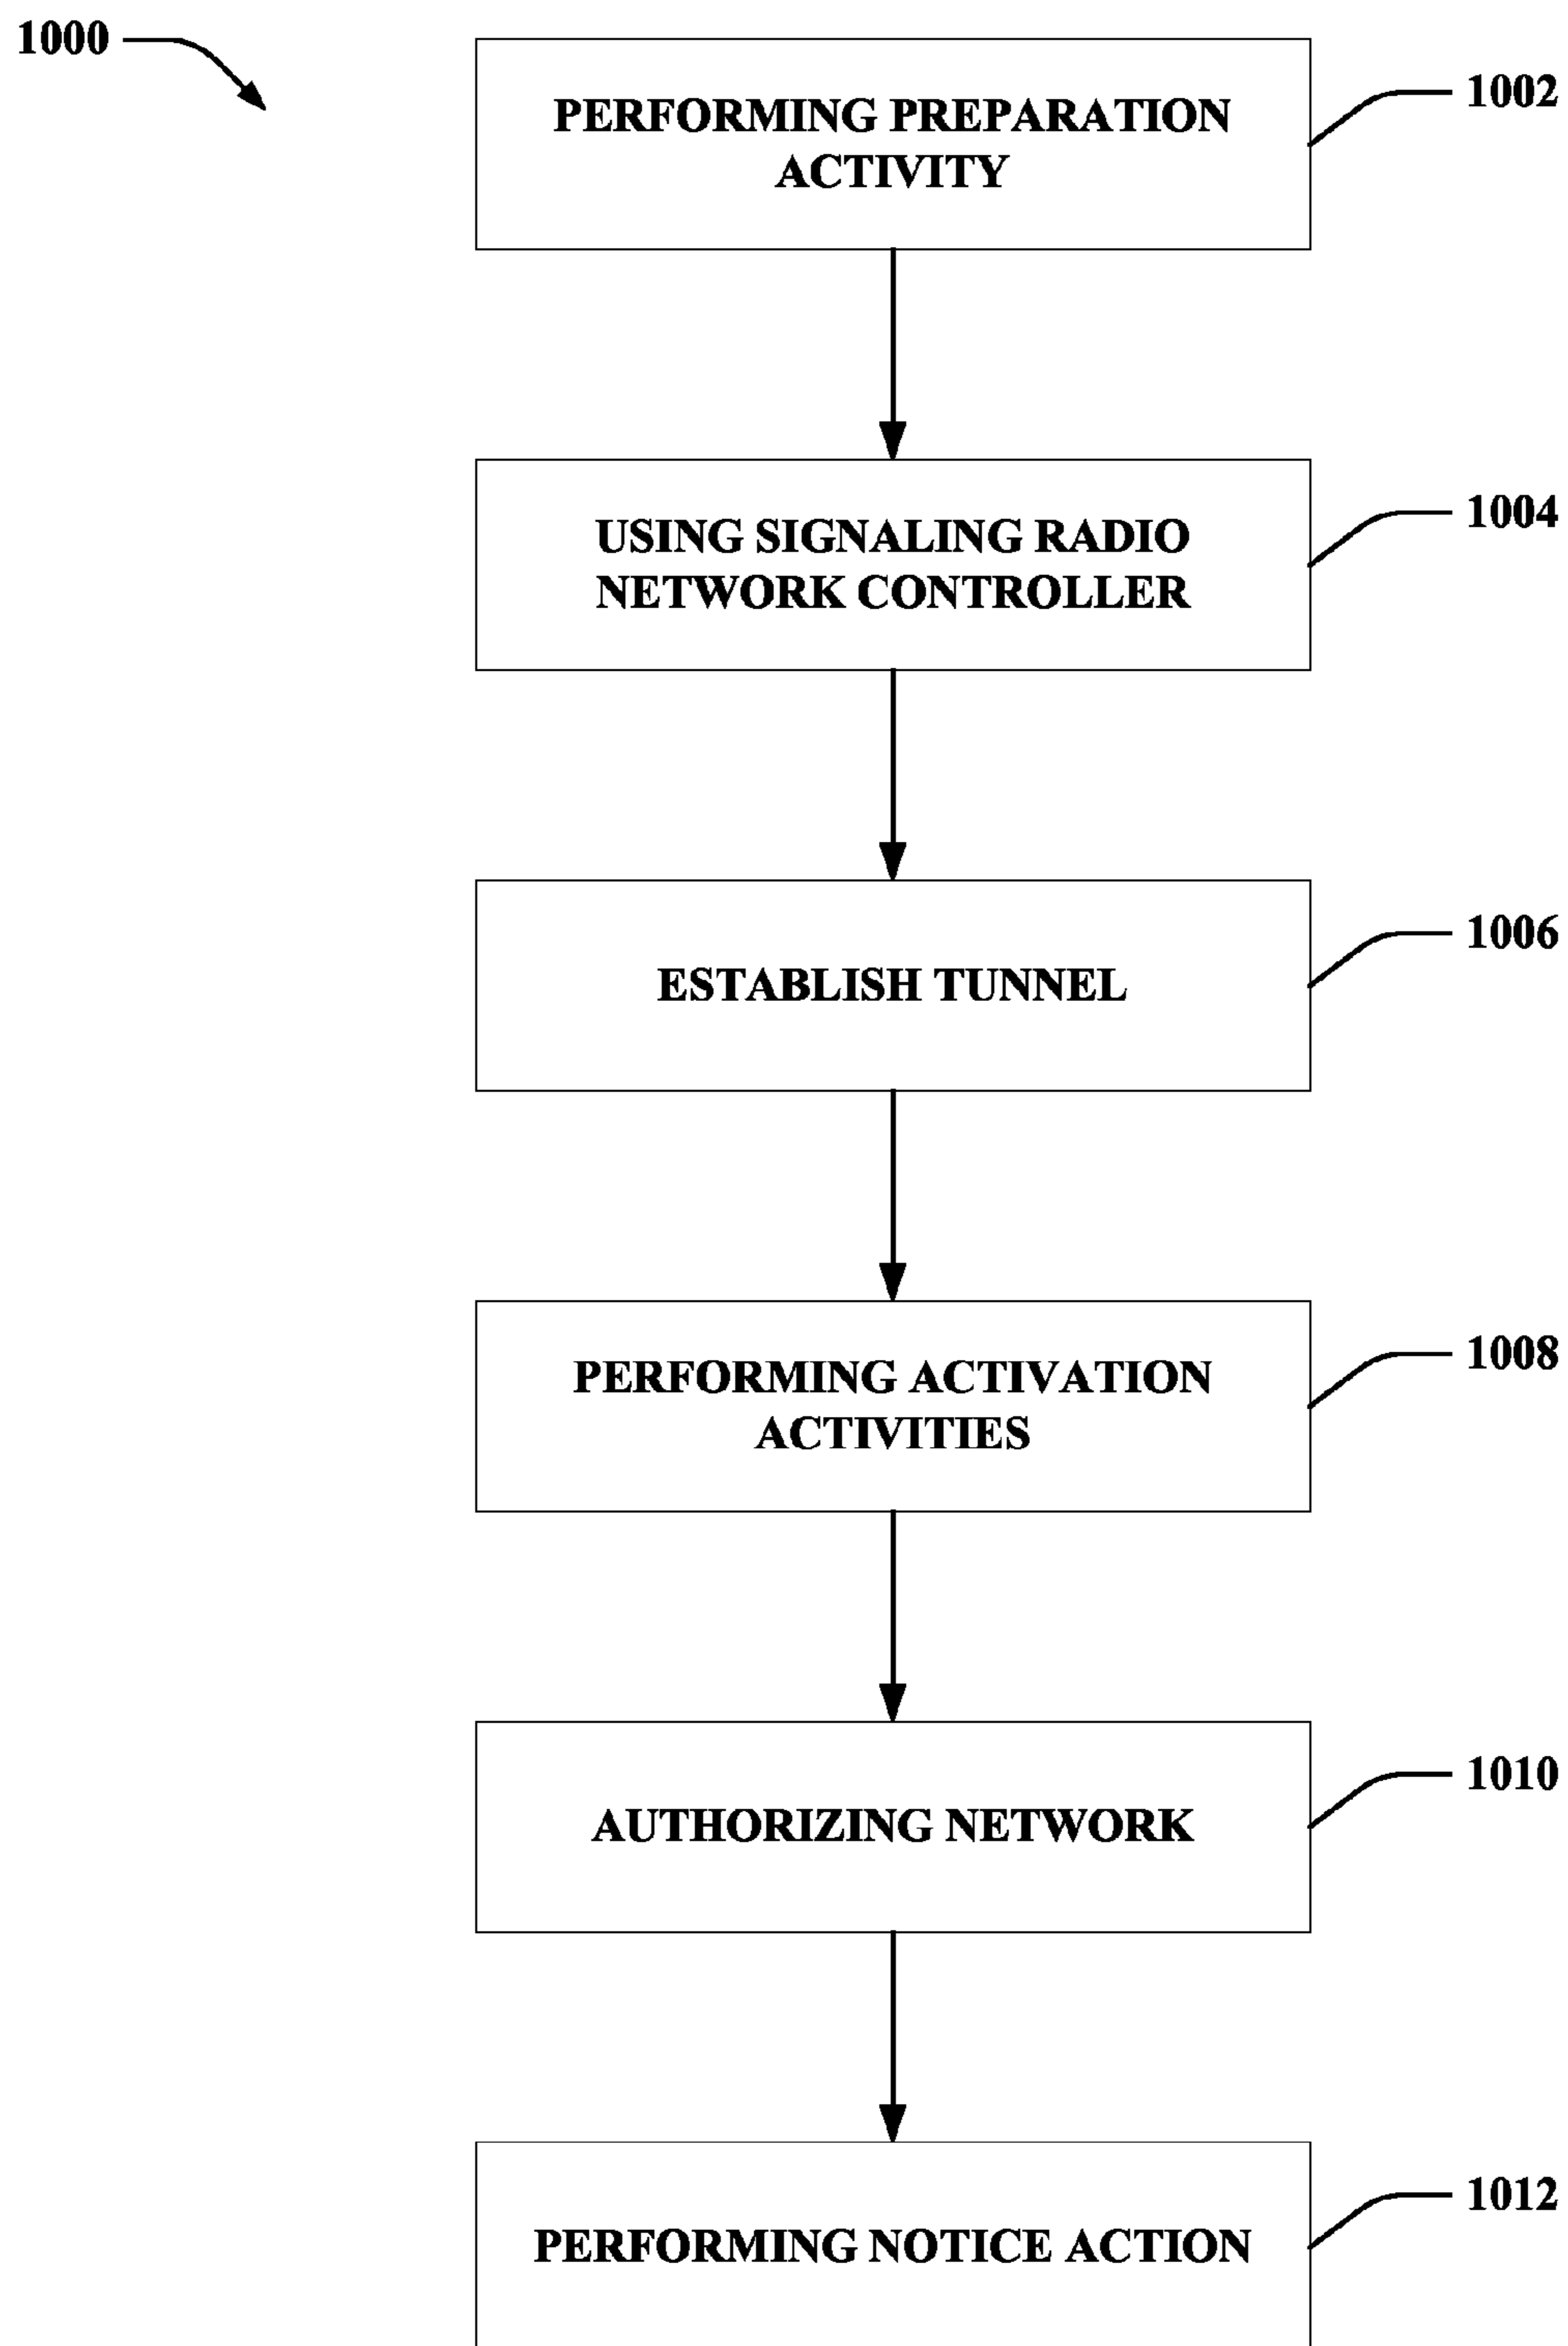 1000
PERFORMING PREPARATION
ACTIVITY
1002
USING SIGNALING RADIO
NETWORK CONTROLLER
1004
ESTABLISH TUNNEL
1006
PERFORMING ACTIVATION
ACTIVITIES
1008
AUTHORIZING NETWORK
1010
PERFORMING NOTICE ACTION
1012